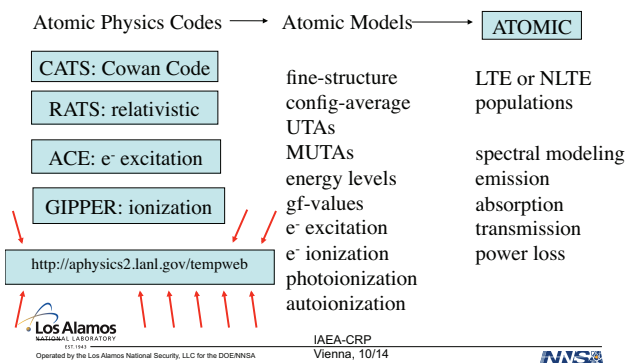 Atomic Physics Codes
Atomic Models
ATOMIC
CATS: Cowan Code
RATS: relativistic
ACE: e- excitation
GIPPER: ionization
http://aphysics2.lanl.gov/tempweb
fine-structure
config-average
UTAs
MUTAs
energy levels
gf-values
e- excitation
e- ionization
photoionization
autoionization
LTE or NLTE
populations
spectral modeling
emission
absorption
transmission
power loss
Los Alamos
NATIONAL LABORATORY
EST. 1943
Operated by the Los Alamos National Security, LLC for the DOE/NNSA
IAEA-CRP
Vienna, 10/14
NNSA